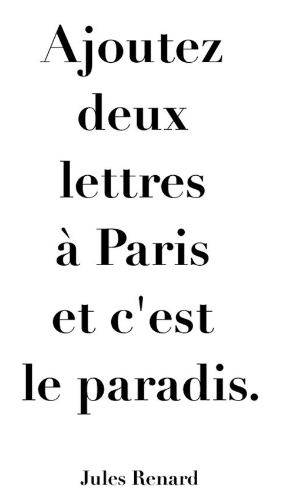 Ajoutez
deux
lettres
à Paris
et c'est
le paradis.
Jules Renard